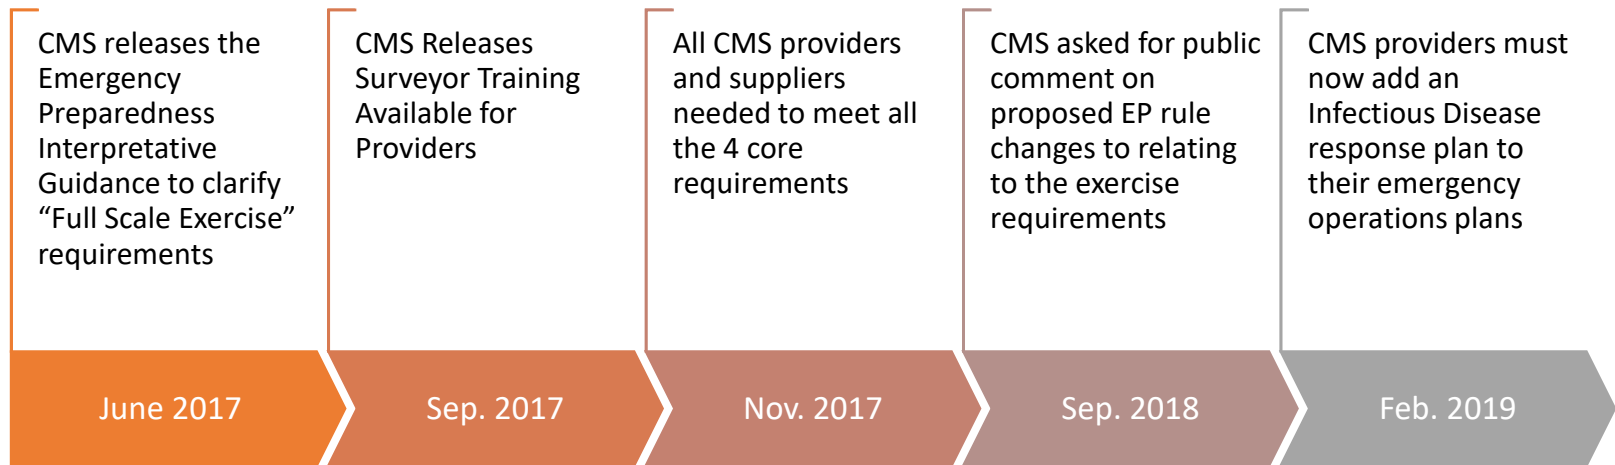 CMS releases the
Emergency
Preparedness
Interpretative
Guidance to clarify
“Full Scale Exercise”
requirements
June 2017
CMS Releases
Surveyor Training
Available for
Providers
Sep. 2017
All CMS providers
and suppliers
needed to meet all
the 4 core
requirements
Nov. 2017
CMS asked for public
comment on
proposed EP rule
changes to relating
to the exercise
requirements
Sep. 2018
CMS providers must
now add an
Infectious Disease
response plan to
their emergency
operations plans
Feb. 2019